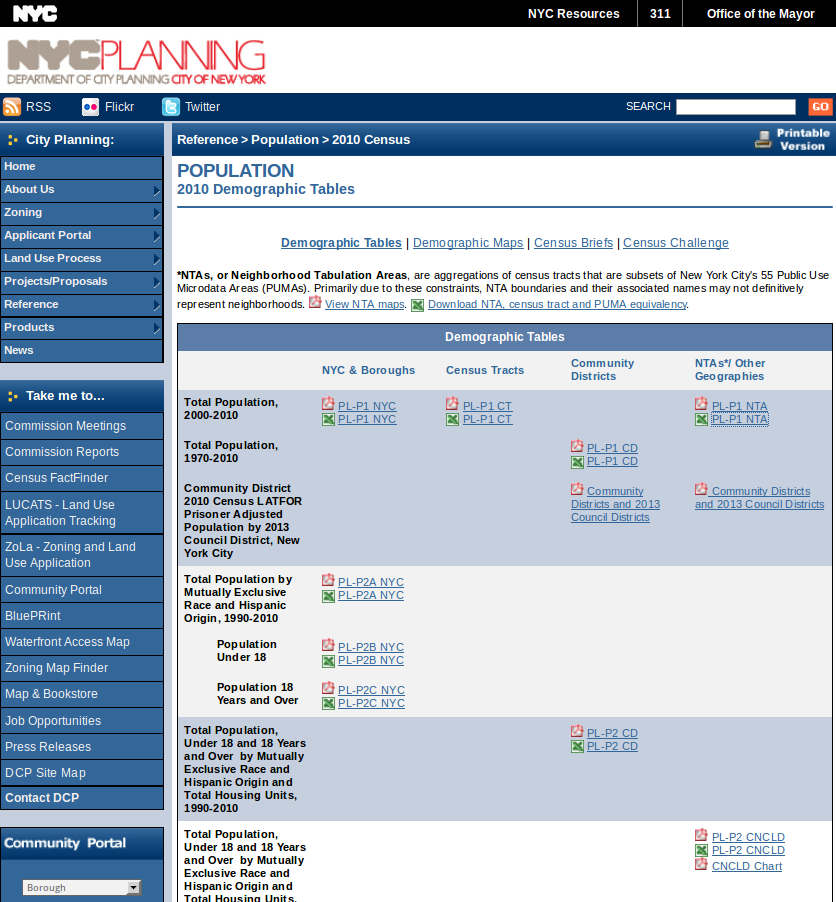 NYC
NYC Resources
311
Office of the Mayor
NYCPLANNING
DEPARTMENT OF CITY PLANNING CITY OF NEW YORK
RSS
Flickr
Twitter
SEARCH
GO
City Planning:
Home
About Us
Zoning
Applicant Portal
Land Use Process
Projects/Proposals
Reference
Products
News
Take me to...
Commission Meetings
Commission Reports
Census FactFinder
LUCATS - Land Use
Application Tracking
ZoLa - Zoning and Land
Use Application
Community Portal
BluePRint
Waterfront Access Map
Zoning Map Finder
Map & Bookstore
Job Opportunities
Press Releases
DCP Site Map
Contact DCP
Community Portal
Borough
Reference > Population > 2010 Census
Printable
Version
POPULATION
2010 Demographic Tables
Demographic Tables | Demographic Maps | Census Briefs | Census Challenge
*NTAs, or Neighborhood Tabulation Areas, are aggregations of census tracts that are subsets of New York City's 55 Public Use
Microdata Areas (PUMAs). Primarily due to these constraints, NTA boundaries and their associated names may not definitively
represent neighborhoods. View NTA maps. Download NTA, census tract and PUMA equivalency.
Demographic Tables
NYC & Boroughs
Census Tracts
Community
Districts
NTAs*/ Other
Geographies
Total Population,
2000-2010
PL-P1 NYC
PL-P1 NYC
PL-P1 CT
PL-P1 CT
PL-P1 NTA
PL-P1 NTA
Total Population,
1970-2010
PL-P1 CD
PL-P1 CD
Community District
2010 Census LATFOR
Prisoner Adjusted
Population by 2013
Council District, New
York City
Community
Districts and 2013
Council Districts
Community Districts
and 2013 Council Districts
Total Population by
Mutually Exclusive
Race and Hispanic
Origin, 1990-2010
PL-P2A NYC
PL-P2A NYC
Population
Under 18
PL-P2B NYC
PL-P2B NYC
Population 18
Years and Over
PL-P2C NYC
PL-P2C NYC
Total Population,
Under 18 and 18 Years
and Over by Mutually
Exclusive Race and
Hispanic Origin and
Total Housing Units,
1990-2010
PL-P2 CD
PL-P2 CD
Total Population,
Under 18 and 18 Years
and Over by Mutually
Exclusive Race and
Hispanic Origin and
Total Housing Units,
PL-P2 CNCLD
PL-P2 CNCLD
CNCLD Chart